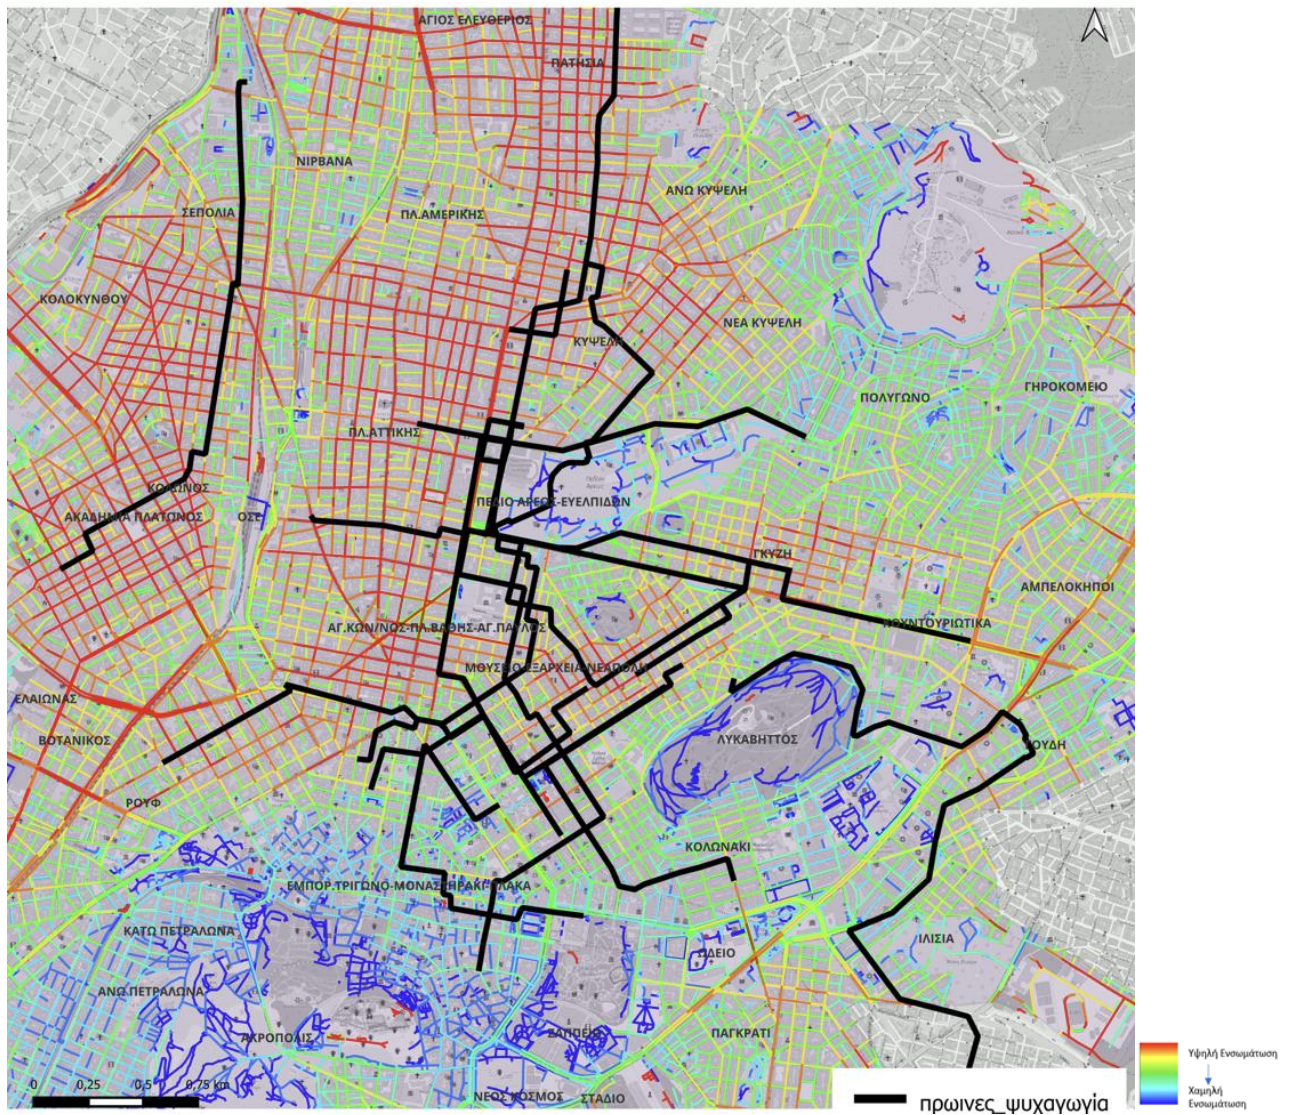 ΑΓΙΟΣ ΕΛΕΥΘΕΡΙΟΣ
ΠΑΤΗΣΙΑ
ΝΙΡΒΑΝΑ
ΑΝΩ ΚΥΨΕΛΗ
ΣΕΠΟΛΙΑ
ΠΛ.ΑΜΕΡΙΚΗΣ
ΚΟΛΟΚΥΝΘΟΥ
ΝΕΑ ΚΥΨΕΛΗ
ΚΥΨΕΛΗ
ΓΗΡΟΚΟΜΕΙΟ
ΠΟΛΥΓΩΝΟ
ΠΛ.ΑΤΤΙΚΗΣ
ΚΟΛΩΝΟΣ
ΠΕΔΙΟ ΑΡΕΩΣ-ΕΥΕΛΠΙΔΩΝ
ΑΚΑΔΗΜΙΑ ΠΛΑΤΩΝΟΣ
ΟΣΕ
ΓΚΥΖΗ
ΑΜΠΕΛΟΚΗΠΟΙ
ΚΟΥΝΤΟΥΡΙΩΤΙΚΑ
ΑΓ.ΚΩΝ/ΝΟΣ-ΠΛ.ΒΑΘΗΣ-ΑΓ.ΠΑΥΛΟΣ
ΜΟΥΣΕΙΟ-ΕΞΑΡΧΕΙΑ-ΝΕΑΠΟΛΗ
ΕΛΑΙΩΝΑΣ
ΒΟΤΑΝΙΚΟΣ
ΛΥΚΑΒΗΤΤΟΣ
ΓΟΥΔΗ
ΡΟΥΦ
ΚΟΛΩΝΑΚΙ
ΕΜΠΟΡ.ΤΡΙΓΩΝΟ-ΜΟΝΑΣΤΗΡΑΚΙ-ΠΛΑΚΑ
ΚΑΤΩ ΠΕΤΡΑΛΩΝΑ
ΙΛΙΣΙΑ
ΩΔΕΙΟ
ΑΝΩ ΠΕΤΡΑΛΩΝΑ
ΑΚΡΟΠΟΛΙΣ
ΖΑΠΠΕΙΟ
ΠΑΓΚΡΑΤΙ
0 0,25 0,5 0,75 km
ΝΕΟΣ ΚΟΣΜΟΣ
ΣΤΑΔΙΟ
πρωινες_ψυχαγωγία
Υψηλή Ενσωμάτωση
Χαμηλή
Ενσωμάτωση